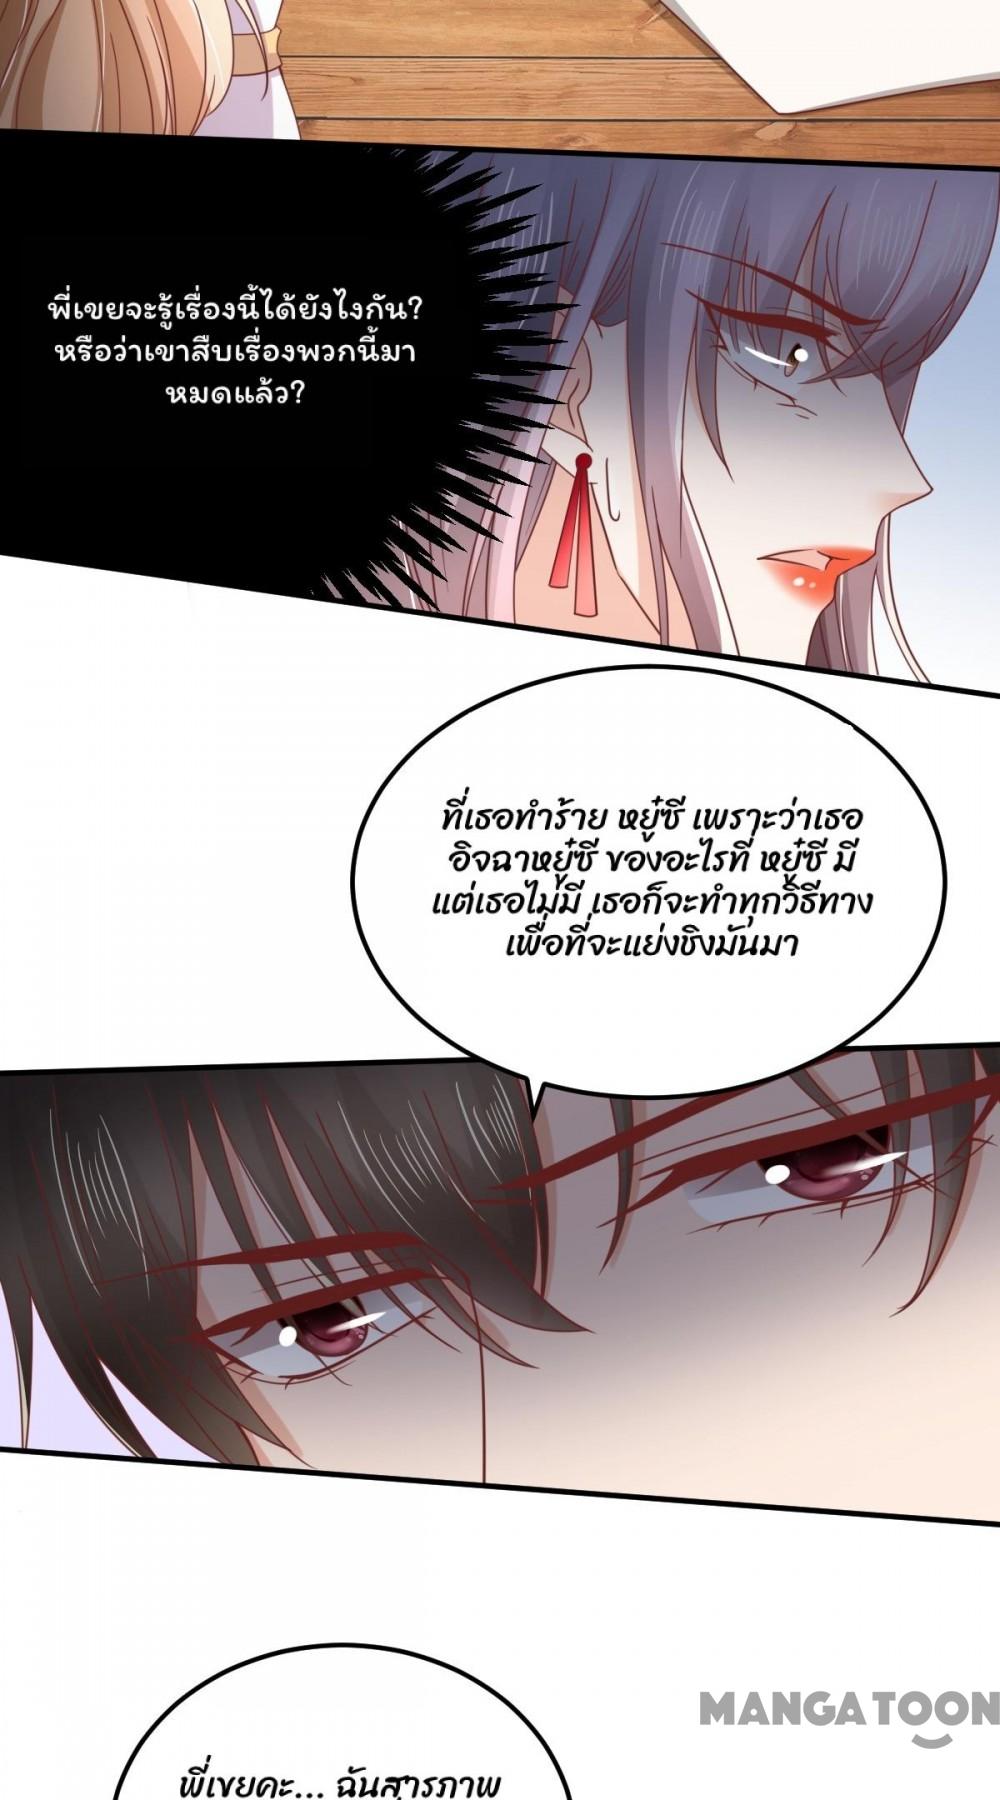 พี่เขยจะรู้เรื่องนี้ได้ยังไงกัน?
หรือว่าเขาสืบเรื่องพวกนี้มา
หมดแล้ว?
ที่เธอทำร้าย หยู๋ซี เพราะว่าเธอ
อิจฉาหยู๋ซี ของอะไรที่ หยู๋ซี มี
แต่เธอไม่มี เธอก็จะทำทุกวิธีทาง
เพื่อที่จะแย่งชิงมันมา
MANGATOON
พี่เขยคะ... ฉันสารภาพ